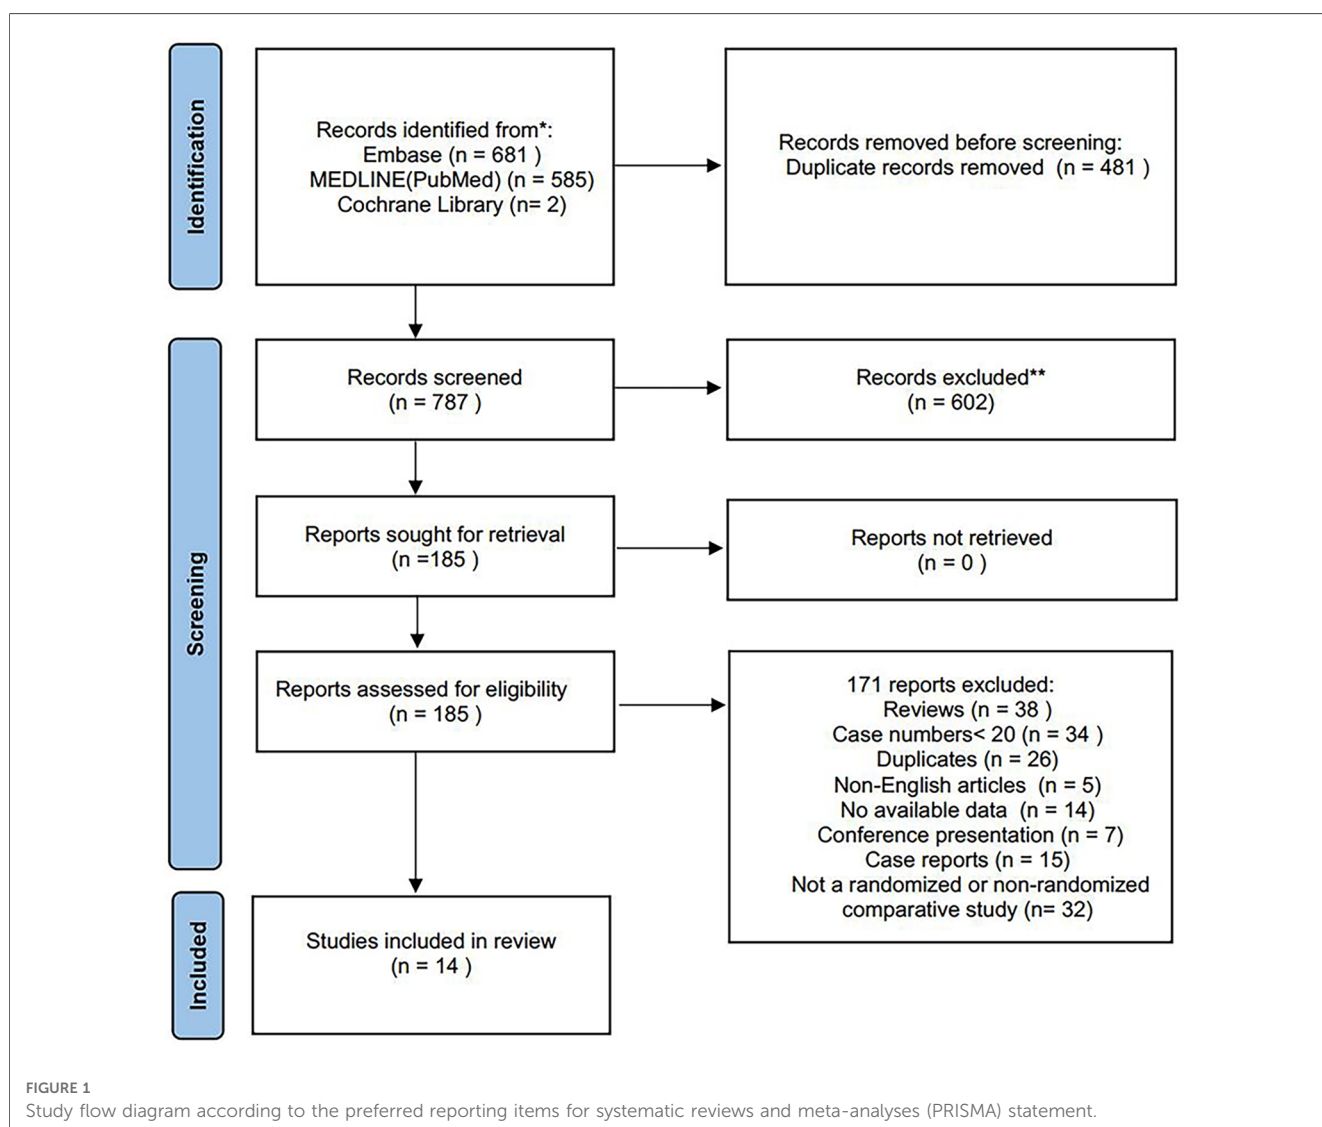 Identification
Records identified from*:
Embase (n = 681 )
MEDLINE(PubMed) (n = 585)
Cochrane Library (n= 2)
Records removed before screening:
Duplicate records removed (n = 481 )
Screening
Records screened
(n = 787 )
Records excluded**
(n = 602)
Reports sought for retrieval
(n =185 )
Reports not retrieved
(n = 0 )
Reports assessed for eligibility
(n = 185 )
171 reports excluded:
Reviews (n = 38 )
Case numbers< 20 (n = 34 )
Duplicates (n = 26)
Non-English articles (n = 5)
No available data (n = 14)
Conference presentation (n = 7)
Case reports (n = 15)
Not a randomized or non-randomized
comparative study (n= 32)
Included
Studies included in review
(n = 14 )
FIGURE 1
Study flow diagram according to the preferred reporting items for systematic reviews and meta-analyses (PRISMA) statement.